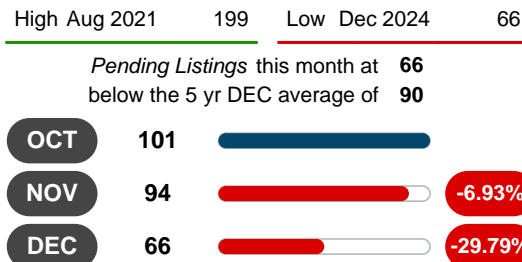 High Aug 2021 199 Low Dec 2024 66
Pending Listings this month at 66
below the 5 yr DEC average of 90
OCT 101
NOV 94 -6.93%
DEC 66 -29.79%